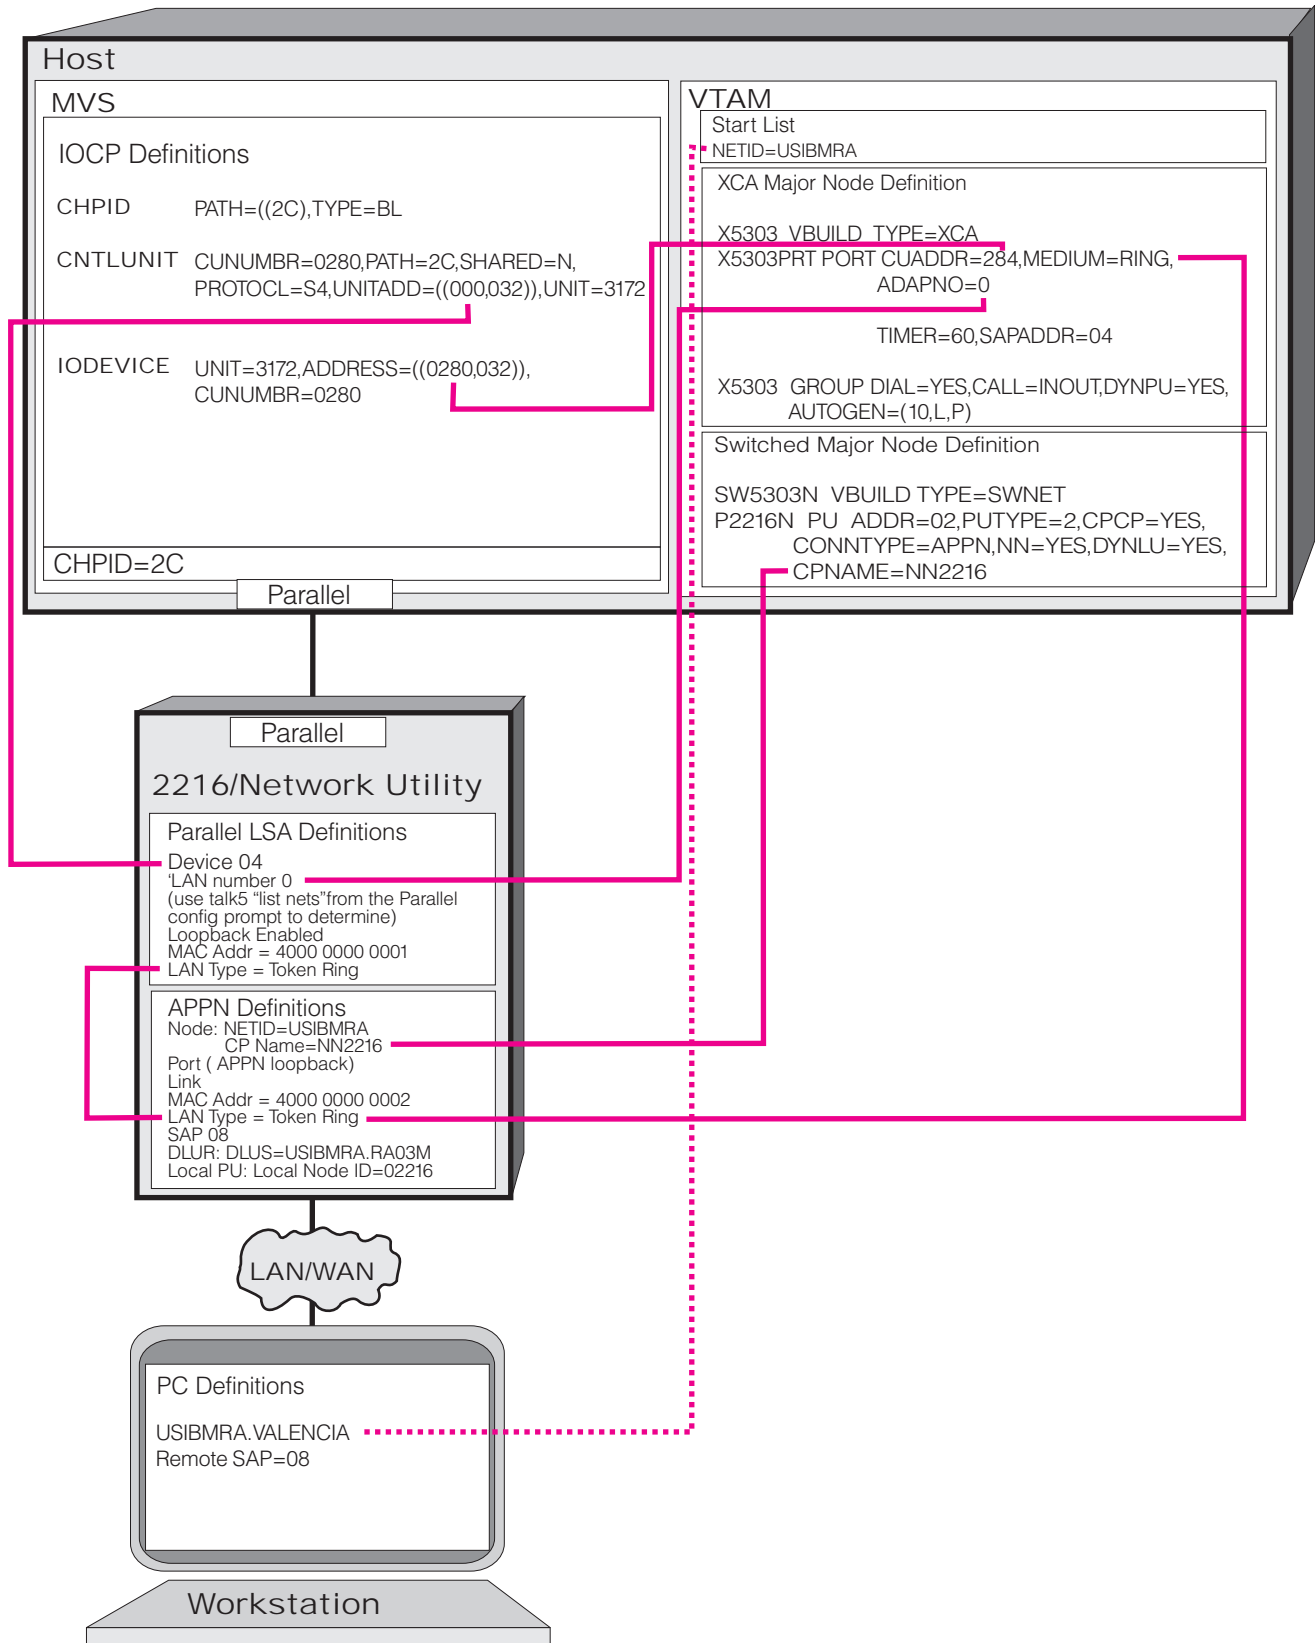 Host
MVS
IOCP Definitions
CHPID PATH=((2C),TYPE=BL
CNTLUNIT CUNUMBR=0280,PATH=2C,SHARED=N,
PROTOCL=S4,UNITADD=((000,032)),UNIT=3172
IODEVICE UNIT=3172,ADDRESS=((0280,032)),
CUNUMBR=0280
CHPID=2C
Parallel
VTAM
Start List
NETID=USIBMRA
XCA Major Node Definition
X5303 VBUILD TYPE=XCA
X5303PRT PORT CUADDR=284,MEDIUM=RING,
ADAPNO=0
TIMER=60,SAPADDR=04
X5303 GROUP DIAL=YES,CALL=INOUT,DYNPU=YES,
AUTOGEN=(10,L,P)
Switched Major Node Definition
SW5303N VBUILD TYPE=SWNET
P2216N PU ADDR=02,PUTYPE=2,CPCP=YES,
CONNTYPE=APPN,NN=YES,DYNLU=YES,
CPNAME=NN2216
Parallel
2216/Network Utility
Parallel LSA Definitions
Device 04
'LAN number 0
(use talk5 “list nets”from the Parallel
config prompt to determine)
Loopback Enabled
MAC Addr = 4000 0000 0001
LAN Type = Token Ring
APPN Definitions
Node: NETID=USIBMRA
CP Name=NN2216
Port ( APPN loopback)
Link
MAC Addr = 4000 0000 0002
LAN Type = Token Ring
SAP 08
DLUR: DLUS=USIBMRA.RA03M
Local PU: Local Node ID=02216
LAN/WAN
PC Definitions
USIBMRA.VALENCIA
Remote SAP=08
Workstation